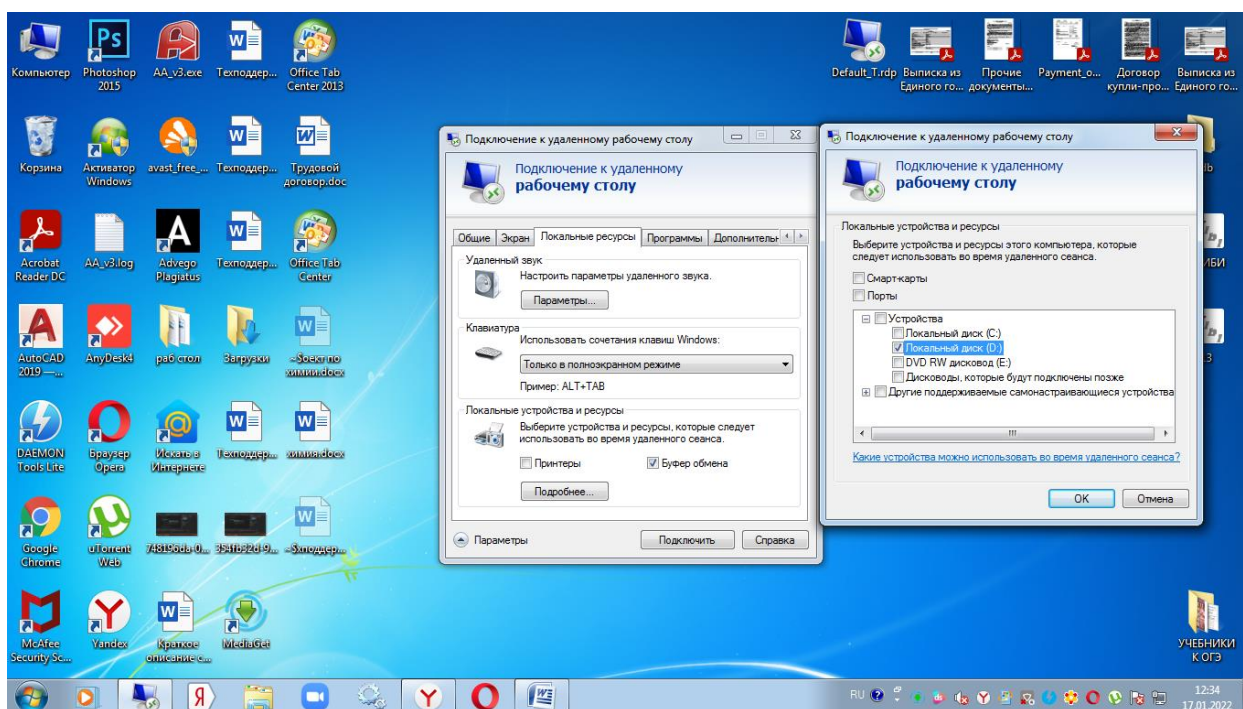 Компьютер
Photoshop
2015
AA_v3.exe
Техподдер...
Office Tab
Center 2013
Корзина
Активатор
Windows
avast_free_...
Техподдер...
Трудовой
договор.doc
Acrobat
Reader DC
AA_v3.log
Advego
Plagiatus
Техподдер...
Office Tab
Center
AutoCAD
2019 —...
AnyDesk4
раб стол
Загрузки
химии.docx
DAEMON
Tools Lite
Браузер
Opera
Искать в
Интернете
Техподдер...
химия.docx
Google
Chrome
uTorrent
Web
McAfee
Security Sc...
Yandex
Краткое
описание с...
MediaGet
Default_T.rdp
Выписка из
Единого го...
Прочие
документы...
Payment_o...
Договор
купли-про...
Выписка из
Единого го...
Подключение к удаленному рабочему столу
Подключение к удаленному
рабочему столу
Общие
Экран
Локальные ресурсы
Программы
Дополнительн
Удаленный звук
Настроить параметры удаленного звука.
Параметры...
Клавиатура
Использовать сочетания клавиш Windows:
Только в полноэкранном режиме
Пример: ALT+TAB
Локальные устройства и ресурсы
Выберите устройства и ресурсы, которые следует
использовать во время удаленного сеанса.
Принтеры
Буфер обмена
Подробнее...
Параметры
Подключить
Справка
Подключение к удаленному рабочему столу
Подключение к удаленному
рабочему столу
Локальные устройства и ресурсы
Выберите устройства и ресурсы этого компьютера, которые
следует использовать во время удаленного сеанса.
Смарт-карты
Порты
Устройства
Локальный диск (C:)
Локальный диск (D:)
DVD RW дисковод (E:)
Дисководы, которые будут подключены позже
Другие поддерживаемые самонастраивающиеся устройства
Какие устройства можно использовать во время удаленного сеанса?
OK
Отмена
УЧЕБНИКИ
К ОГЭ
RU
12:34
17.01.2022